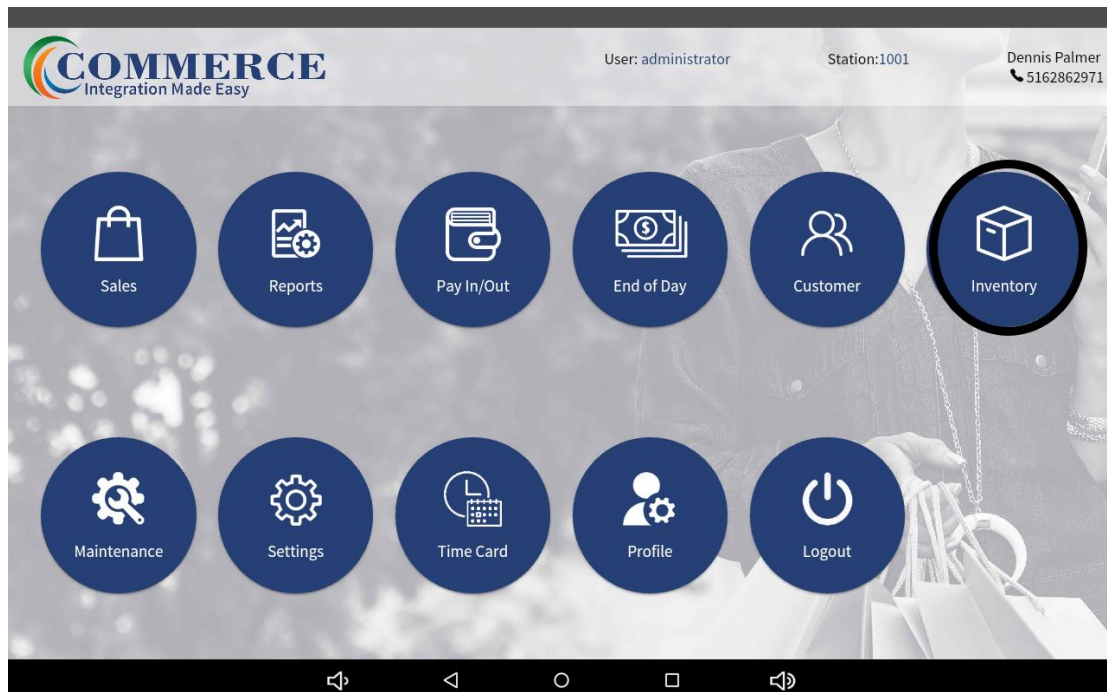 COMMERCE
Integration Made Easy
User: administrator
Station:1001
Dennis Palmer
5162862971
Sales
Reports
Pay In/Out
End of Day
Customer
Inventory
Maintenance
Settings
Time Card
Profile
Logout